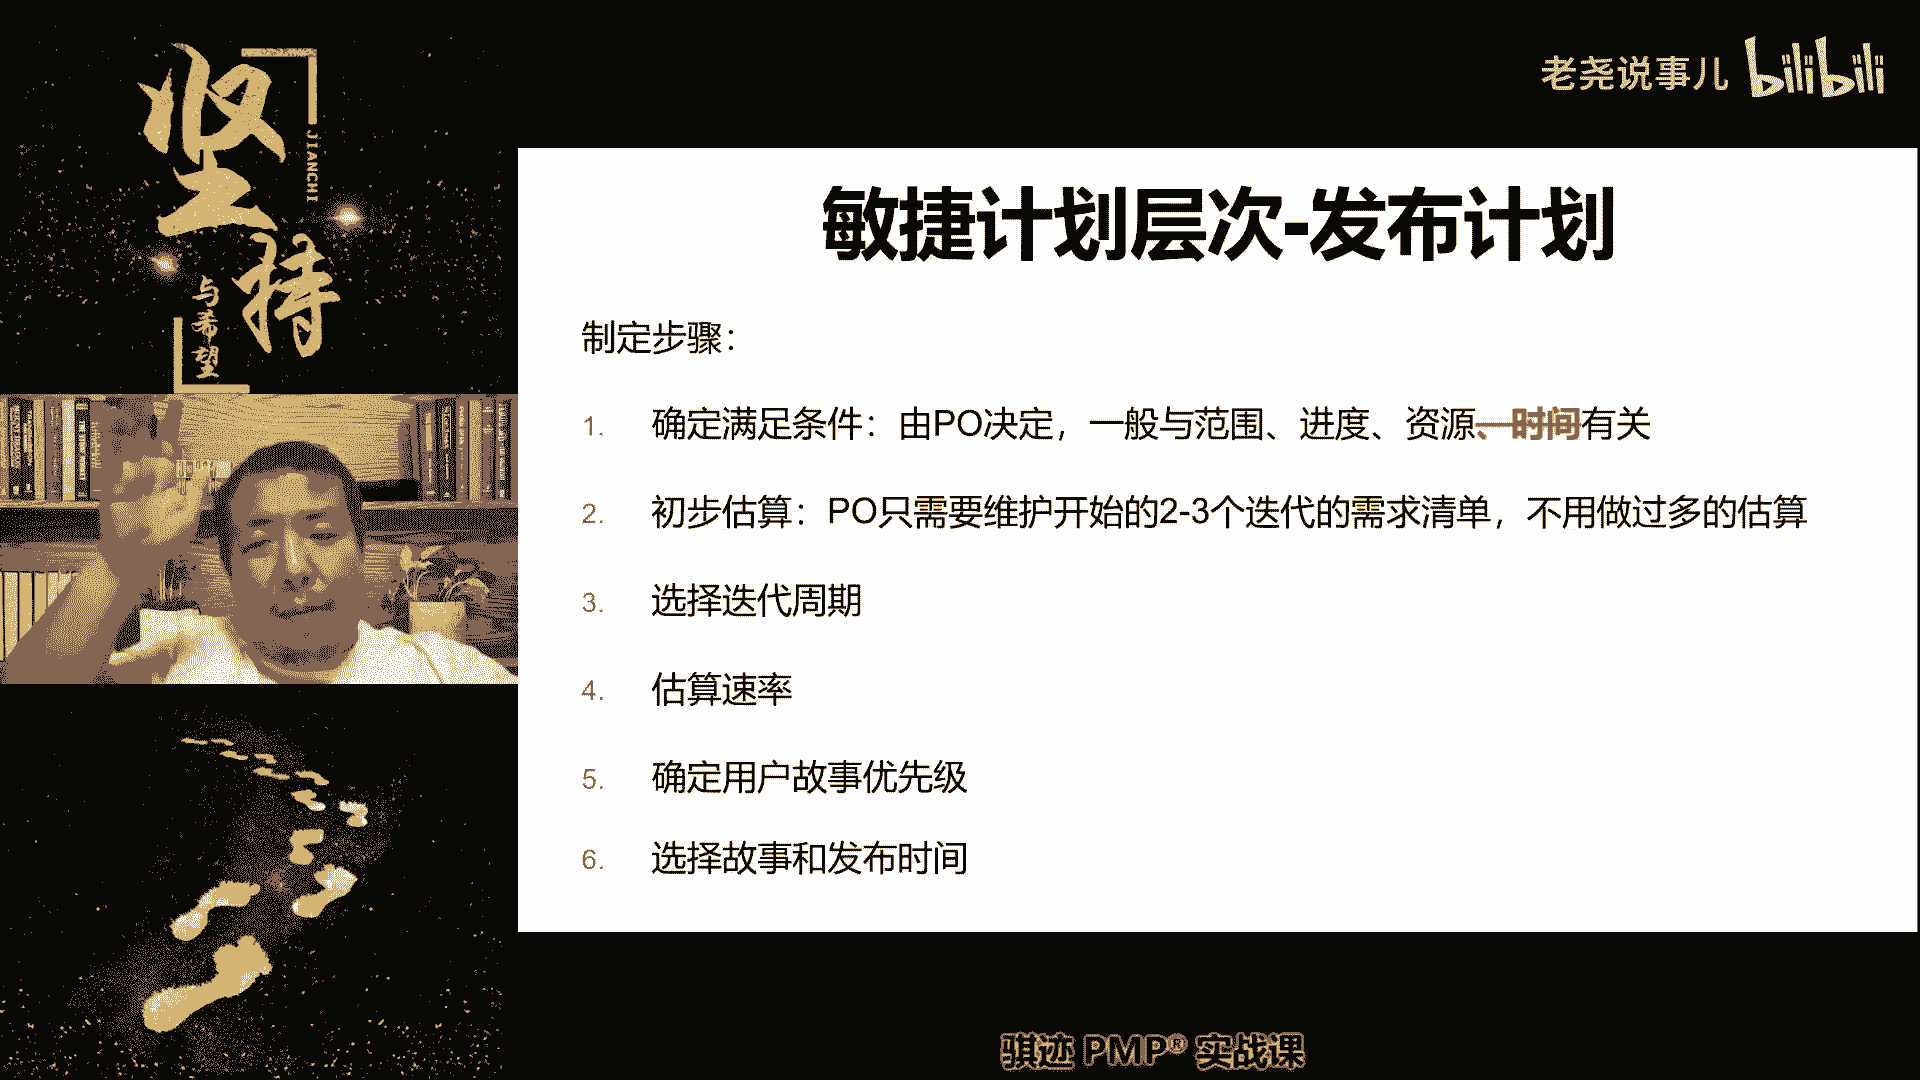 坚持
JIANCHI
与希望
老尧说事儿 bilibili
敏捷计划层次-发布计划
制定步骤：
1. 确定满足条件：由PO决定，一般与范围、进度、资源、时间有关
2. 初步估算：PO只需要维护开始的2-3个迭代的需求清单，不用做过多的估算
3. 选择迭代周期
4. 估算速率
5. 确定用户故事优先级
6. 选择故事和发布时间
骐迹 PMP® 实战课